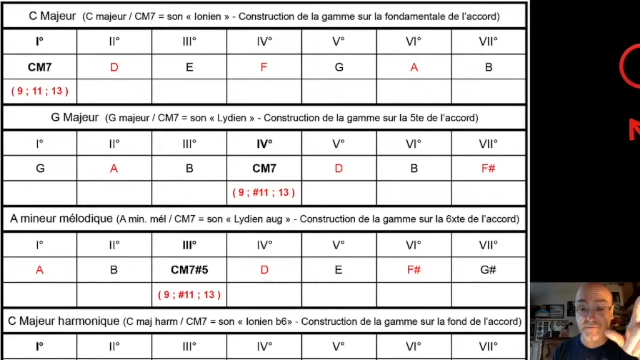 C Majeur (C majeur / CM7 = son « Ionien » - Construction de la gamme sur la fondamentale de l'accord)
I° II° III° IV° V° VI° VII°
CM7 D E F G A B
( 9 ; 11 ; 13 )
G Majeur (G majeur / CM7 = son « Lydien » - Construction de la gamme sur la 5te de l'accord)
I° II° III° IV° V° VI° VII°
G A B CM7 D B F#
( 9 ; #11 ; 13 )
A mineur mélodique (A min. mél / CM7 = son « Lydien aug » - Construction de la gamme sur la 6xte de l'accord)
I° II° III° IV° V° VI° VII°
A B CM7#5 D E F# G#
( 9 ; #11 ; 13 )
C Majeur harmonique (C maj harm / CM7 = son « Ionien b6» - Construction de la gamme sur la fond de l'accord)
I° II° III° IV° V° VI° VII°